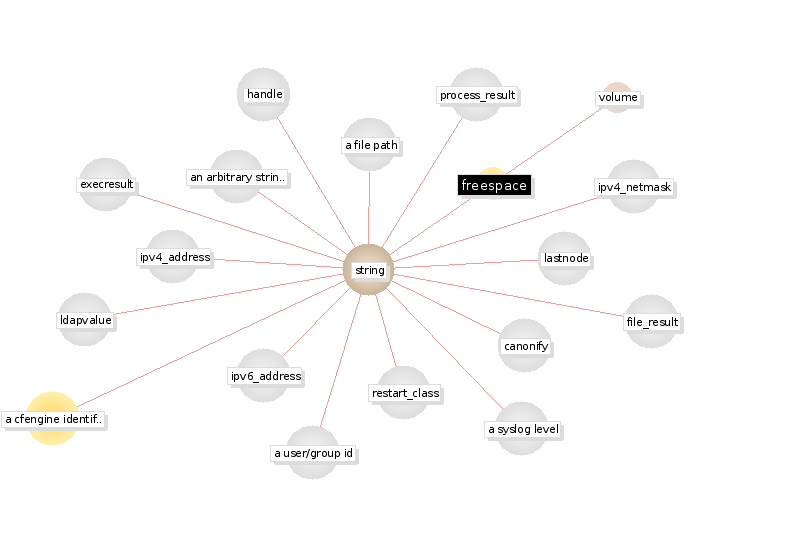 handle
process_result
volume
a file path
an arbitrary strin..
execresult
freespace
ipv4_netmask
ipv4_address
lastnode
string
ldapvalue
file_result
canonify
ipv6_address
restart_class
a cfengine identif..
a syslog level
a user/group id